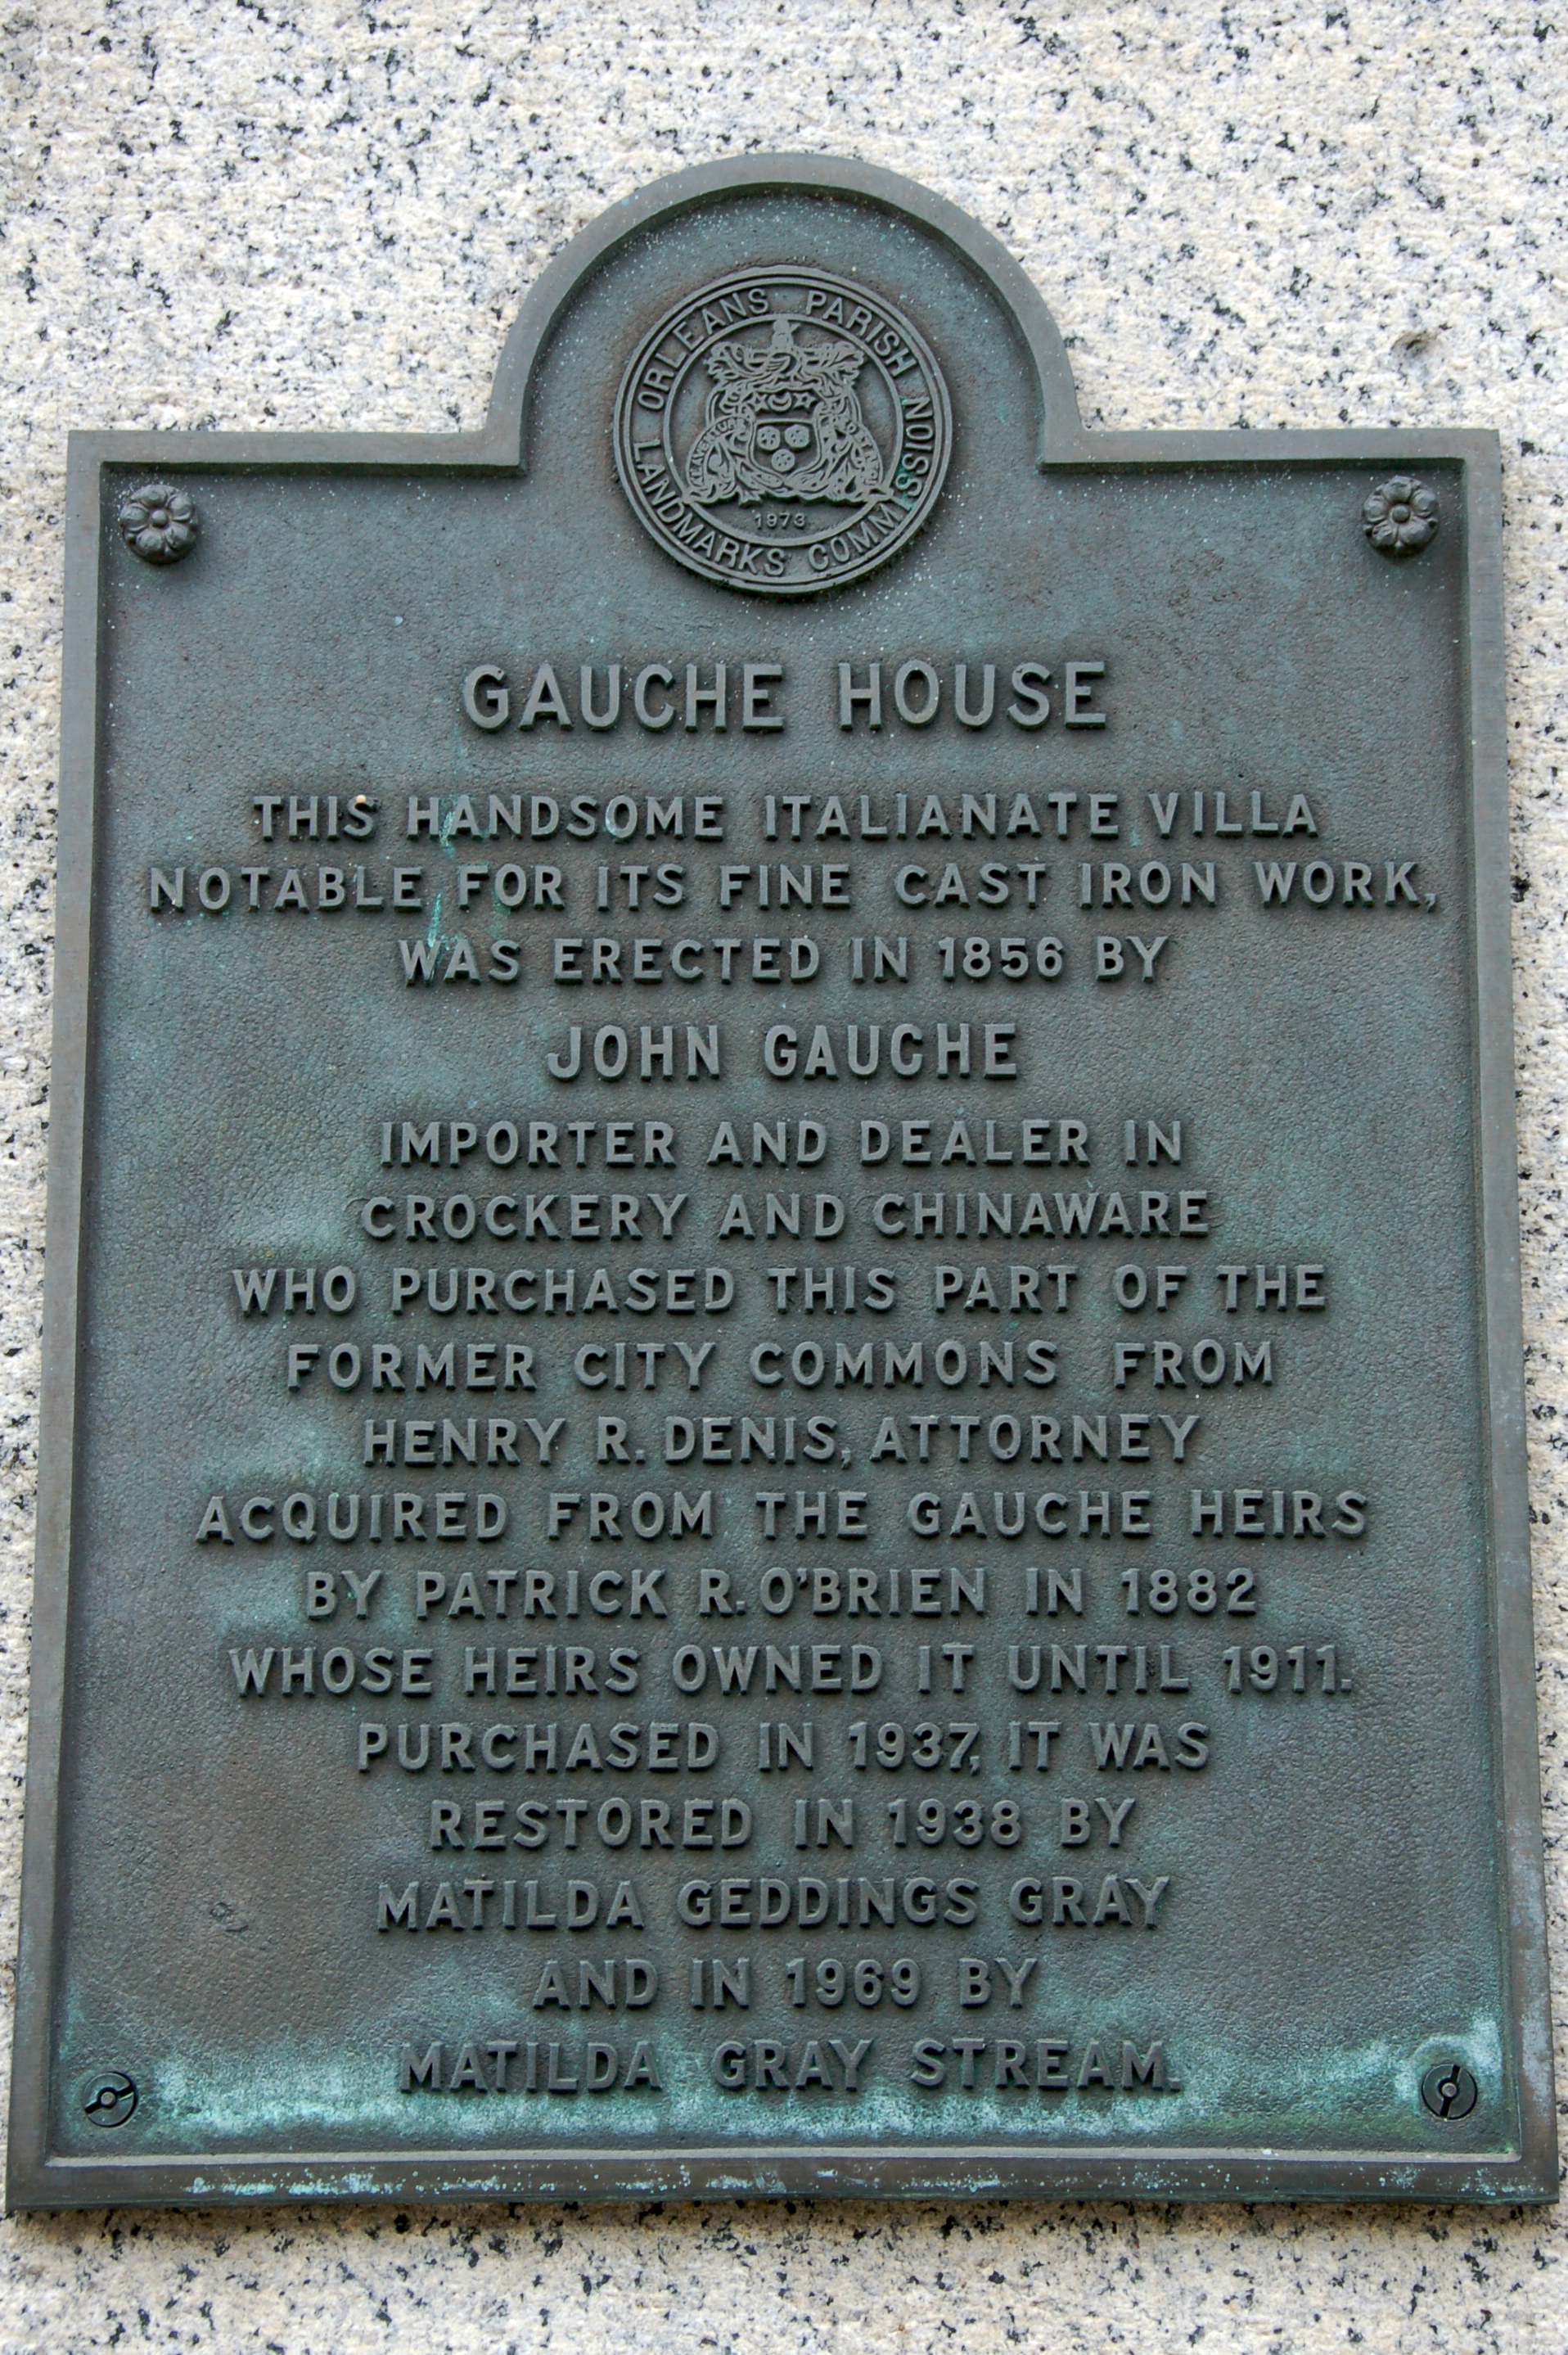 ORLEANS PARISH
LANDMARKS COMMISSION
1973
GAUCHE HOUSE
THIS HANDSOME ITALIANATE VILLA
NOTABLE FOR ITS FINE CAST IRON WORK,
WAS ERECTED IN 1856 BY
JOHN GAUCHE
IMPORTER AND DEALER IN
CROCKERY AND CHINAWARE
WHO PURCHASED THIS PART OF THE
FORMER CITY COMMONS FROM
HENRY R. DENIS, ATTORNEY
ACQUIRED FROM THE GAUCHE HEIRS
BY PATRICK R. O'BRIEN IN 1882
WHOSE HEIRS OWNED IT UNTIL 1911.
PURCHASED IN 1937, IT WAS
RESTORED IN 1938 BY
MATILDA GEDDINGS GRAY
AND IN 1969 BY
MATILDA GRAY STREAM.